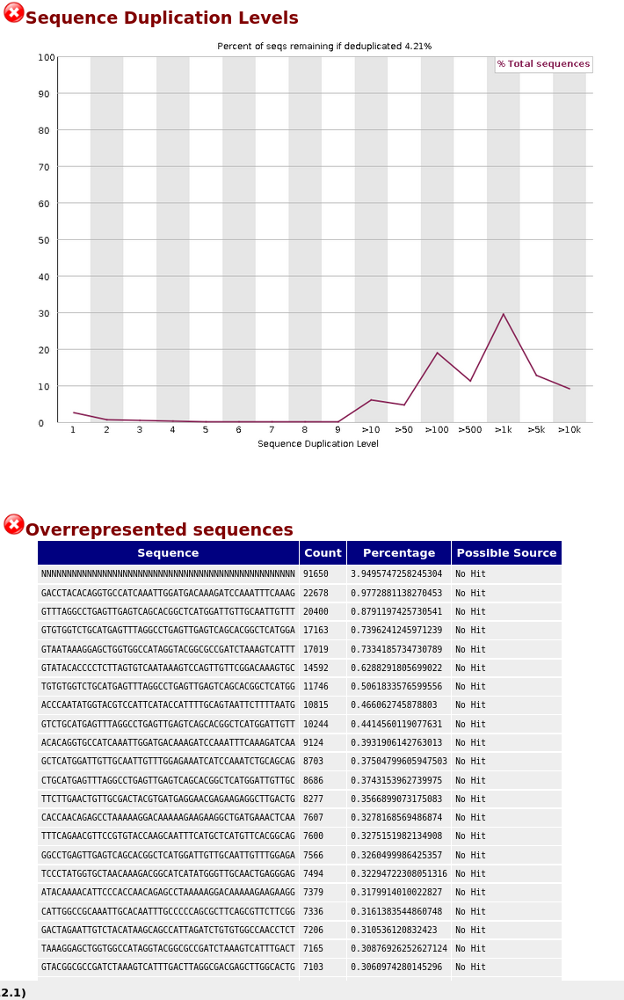 Sequence Duplication Levels
Percent of seqs remaining if deduplicated 4.21%
% Total sequences
100
90
80
70
60
50
40
30
20
10
0
1 2 3 4 5 6 7 8 9 >10 >50 >100 >500 >1k >5k >10k
Sequence Duplication Level
Overrepresented sequences
Sequence Count Percentage Possible Source
NNNNNNNNNNNNNNNNNNNNNNNNNNNNNNNNNNNNNNNNNNNNNNNNNN 91650 3.9495747258245304 No Hit
GACCTACACAGGTGCCATCAAATTGGATGACAAAGATCCAAATTTCAAAG 22678 0.9772881138270453 No Hit
GTTTAGGCCTGAGTTGAGTCAGCACGGCTCATGGATTGTTGCAATTGTTT 20400 0.8791197425730541 No Hit
GTGTGGTCTGCATGAGTTTAGGCCTGAGTTGAGTCAGCACGGCTCATGGA 17163 0.7396241245971239 No Hit
GTAATAAAGGAGCTGGTGGCCATAGGTACGGCGCCGATCTAAAGTCATTT 17019 0.7334185734730789 No Hit
GTATACACCCCTCTTAGTGTCAATAAAGTCCAGTTGTTCGGACAAAGTGC 14592 0.6288291805699022 No Hit
TGTGTGGTCTGCATGAGTTTAGGCCTGAGTTGAGTCAGCACGGCTCATGG 11746 0.5061833576599556 No Hit
ACCCAATATGGTACGTCCATTCATACCATTTTGCAGTAATTCTTTTAATG 10815 0.466062745878803 No Hit
GTCTGCATGAGTTTAGGCCTGAGTTGAGTCAGCACGGCTCATGGATTGTT 10244 0.4414560119077631 No Hit
ACACAGGTGCCATCAAATTGGATGACAAAGATCCAAATTTCAAAGATCAA 9124 0.3931906142763013 No Hit
GCTCATGGATTGTTGCAATTGTTTGGAGAAATCATCCAAATCTGCAGCAG 8703 0.37504799605947503 No Hit
CTGCATGAGTTTAGGCCTGAGTTGAGTCAGCACGGCTCATGGATTGTTGC 8686 0.3743153962739975 No Hit
TTCTTGAACTGTTGCGACTACGTGATGAGGAACGAGAAGAGGCTTGACTG 8277 0.3566899073175083 No Hit
CACCAACAGAGCCTAAAAAGGACAAAAAGAAGAAGGCTGATGAAACTCAA 7607 0.3278168569486874 No Hit
TTTCAGAACGTTCCGTGTACCAAGCAATTTCATGCTCATGTTCACGGCAG 7600 0.3275151982134908 No Hit
GGCCTGAGTTGAGTCAGCACGGCTCATGGATTGTTGCAATTGTTTGGAGA 7566 0.3260499986425357 No Hit
TCCCTATGGTGCTAACAAAGACGGCATCATATGGGTTGCAACTGAGGGAG 7494 0.32294722308051316 No Hit
ATACAAAACATTCCCACCAACAGAGCCTAAAAAGGACAAAAAGAAGAAGG 7379 0.3179914010022827 No Hit
CATTGGCCGCAAATTGCACAATTTGCCCCCAGCGCTTCAGCGTTCTTCGG 7336 0.3161383544860748 No Hit
GACTAGAATTGTCTACATAAGCAGCCATTAGATCTGTGTGGCCAACCTCT 7206 0.310536120832423 No Hit
TAAAGGAGCTGGTGGCCATAGGTACGGCGCCGATCTAAAGTCATTTGACT 7165 0.30876926252627124 No Hit
GTACGGCGCCGATCTAAAGTCATTTGACTTAGGCGACGAGCTTGGCACTG 7103 0.3060974280145296 No Hit
2.1)